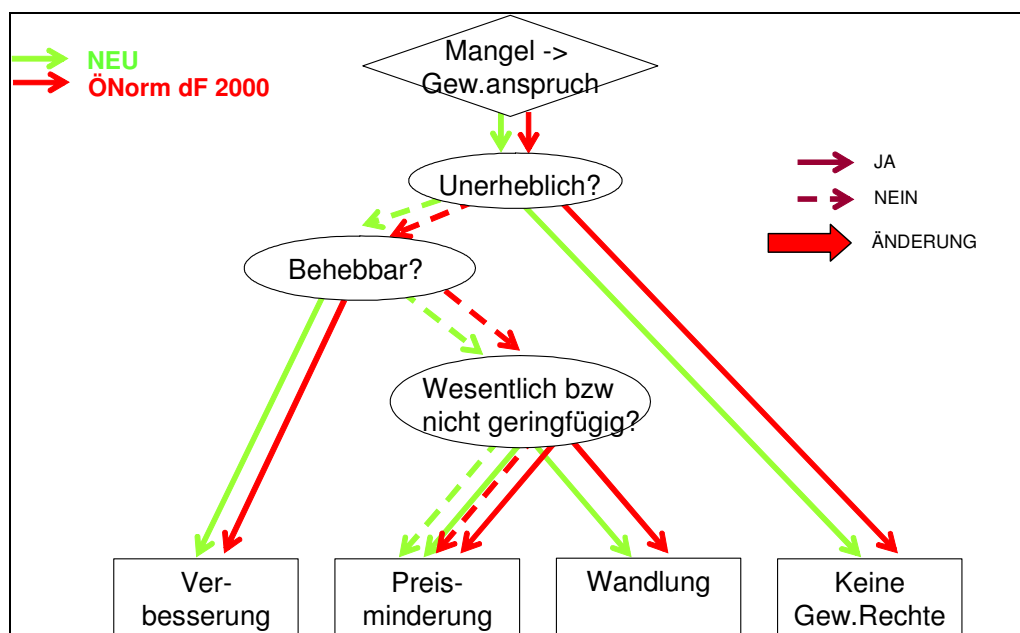 NEU
ÖNorm dF 2000
Mangel ->
Gew.anspruch
JA
NEIN
ÄNDERUNG
Unerheblich?
Behebbar?
Wesentlich bzw
nicht geringfügig?
Ver-
besserung
Preis-
minderung
Wandlung
Keine
Gew.Rechte